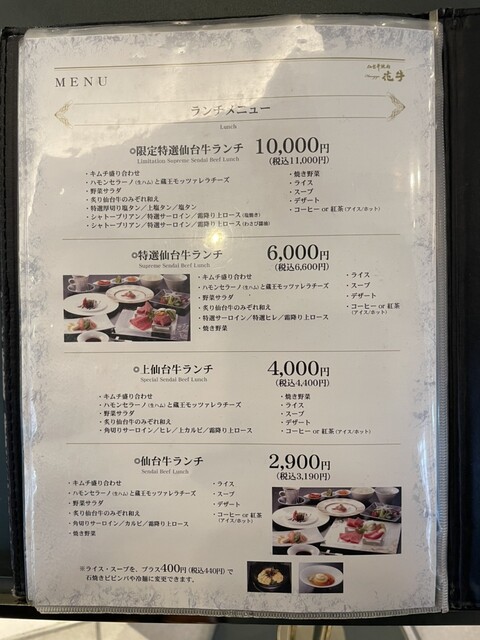 MENU
仙台牛焼肉
花牛
ランチメニュー
Lunch
限定特選仙台牛ランチ 10,000円
Limitation Supreme Sendai Beef Lunch (税込11,000円)
・キムチ盛り合わせ
・ハモンセラーノ(生ハム)と蔵王モッツァレラチーズ
・野菜サラダ
・炙り仙台牛のみぞれ和え
・特選厚切り塩タン／上塩タン／塩タン
・シャトーブリアン／特選サーロイン／霜降り上ロース(塩焼き)
・シャトーブリアン／特選サーロイン／霜降り上ロース(わさび醤油)
・焼き野菜
・ライス
・スープ
・デザート
・コーヒー or 紅茶(アイス/ホット)
特選仙台牛ランチ 6,000円
Supreme Sendai Beef Lunch (税込6,600円)
・キムチ盛り合わせ
・ハモンセラーノ(生ハム)と蔵王モッツァレラチーズ
・野菜サラダ
・炙り仙台牛のみぞれ和え
・特選サーロイン／特選ヒレ／霜降り上ロース
・焼き野菜
・ライス
・スープ
・デザート
・コーヒー or 紅茶
(アイス/ホット)
上仙台牛ランチ 4,000円
Special Sendai Beef Lunch (税込4,400円)
・キムチ盛り合わせ
・ハモンセラーノ(生ハム)と蔵王モッツァレラチーズ
・野菜サラダ
・炙り仙台牛のみぞれ和え
・角切りサーロイン／ヒレ／上カルビ／霜降り上ロース
・焼き野菜
・ライス
・スープ
・デザート
・コーヒー or 紅茶(アイス/ホット)
仙台牛ランチ 2,900円
Sendai Beef Lunch (税込3,190円)
・キムチ盛り合わせ
・ハモンセラーノ(生ハム)と蔵王モッツァレラチーズ
・野菜サラダ
・炙り仙台牛のみぞれ和え
・角切りサーロイン／カルビ／霜降り上ロース
・焼き野菜
・ライス
・スープ
・デザート
・コーヒー or 紅茶
(アイス/ホット)
※ライス・スープを、プラス400円(税込440円)で
石焼きビビンバや冷麺に変更できます。